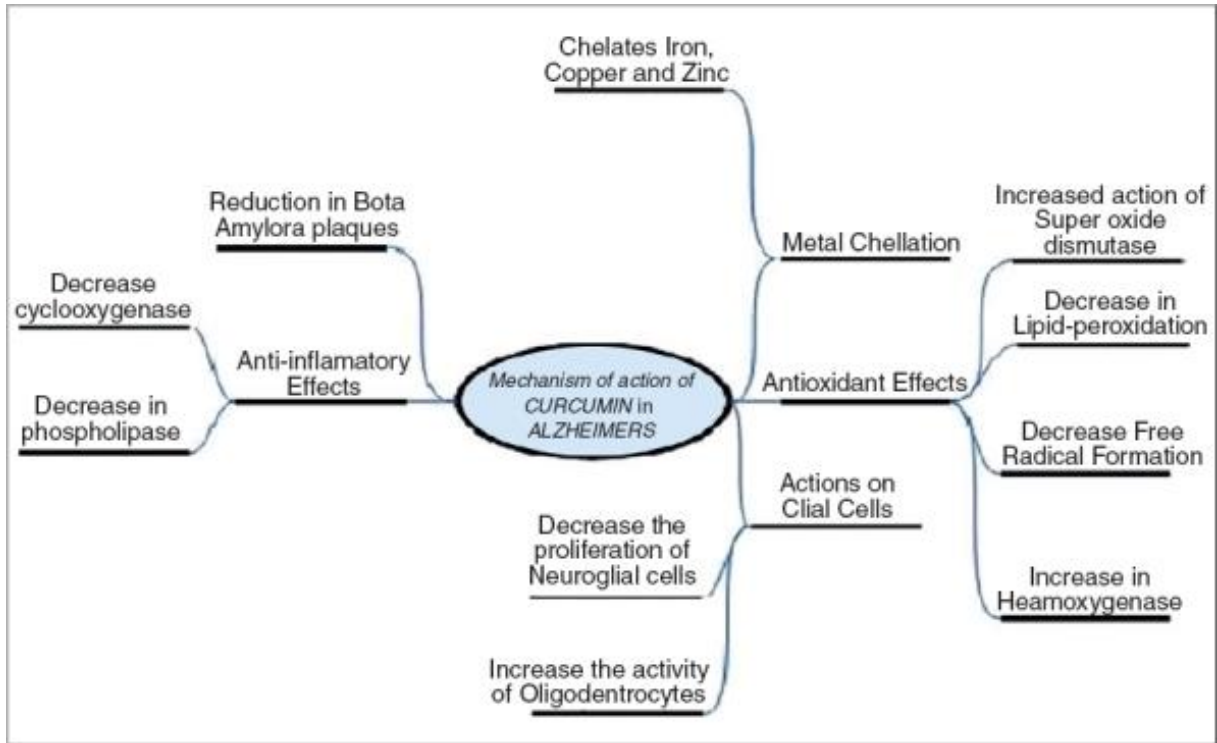 Chelates Iron,
Copper and Zinc
Reduction in Bota
Amylora plaques
Increased action of
Super oxide
dismutase
Metal Chellation
Decrease
cyclooxygenase
Decrease in
Lipid-peroxidation
Anti-inflamatory
Effects
Mechanism of action of
CURCUMIN in
ALZHEIMERS
Antioxidant Effects
Decrease in
phospholipase
Decrease Free
Radical Formation
Actions on
Clial Cells
Decrease the
proliferation of
Neuroglial cells
Increase in
Heamoxygenase
Increase the activity
of Oligodentrocytes